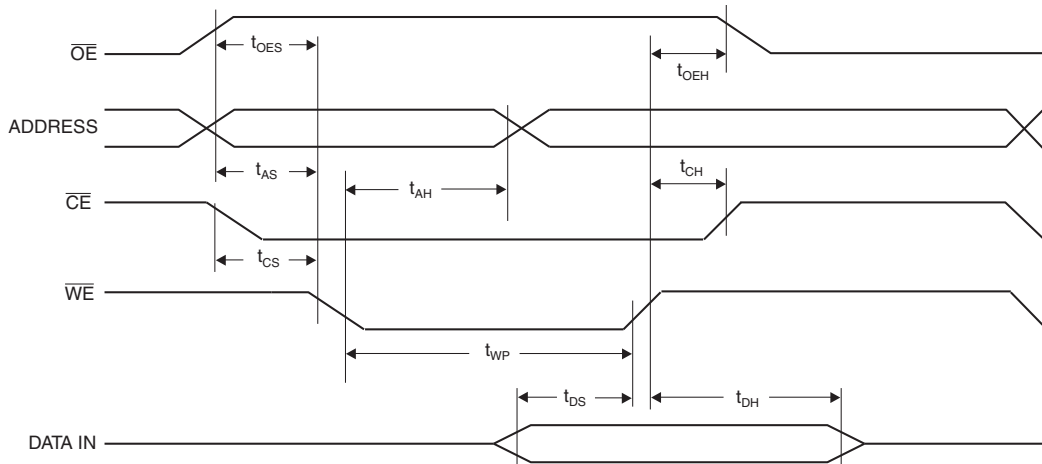 OE
tOES
tOEH
ADDRESS
tAS
tAH
tCH
CE
tCS
WE
tWP
tDS
tDH
DATA IN